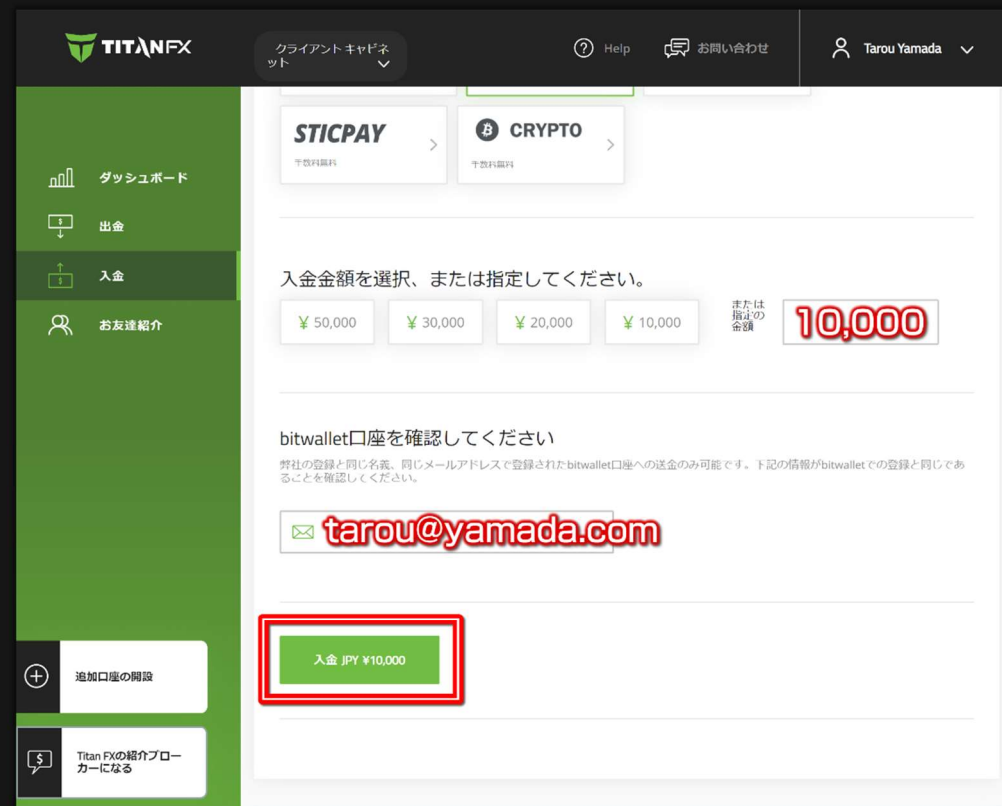 TITANFX
クライアント キャビネ
ット
Help
お問い合わせ
Tarou Yamada
ダッシュボード
出金
入金
お友達紹介
追加口座の開設
Titan FXの紹介ブロー
カーになる
STICPAY
手数料無料
CRYPTO
手数料無料
入金金額を選択、または指定してください。
¥ 50,000
¥ 30,000
¥ 20,000
¥ 10,000
または
指定の
金額
10,000
bitwallet口座を確認してください
弊社の登録と同じ名義、同じメールアドレスで登録されたbitwallet口座への送金のみ可能です。下記の情報がbitwalletでの登録と同じであ
ることを確認してください。
tarou@yamada.com
入金 JPY ¥10,000